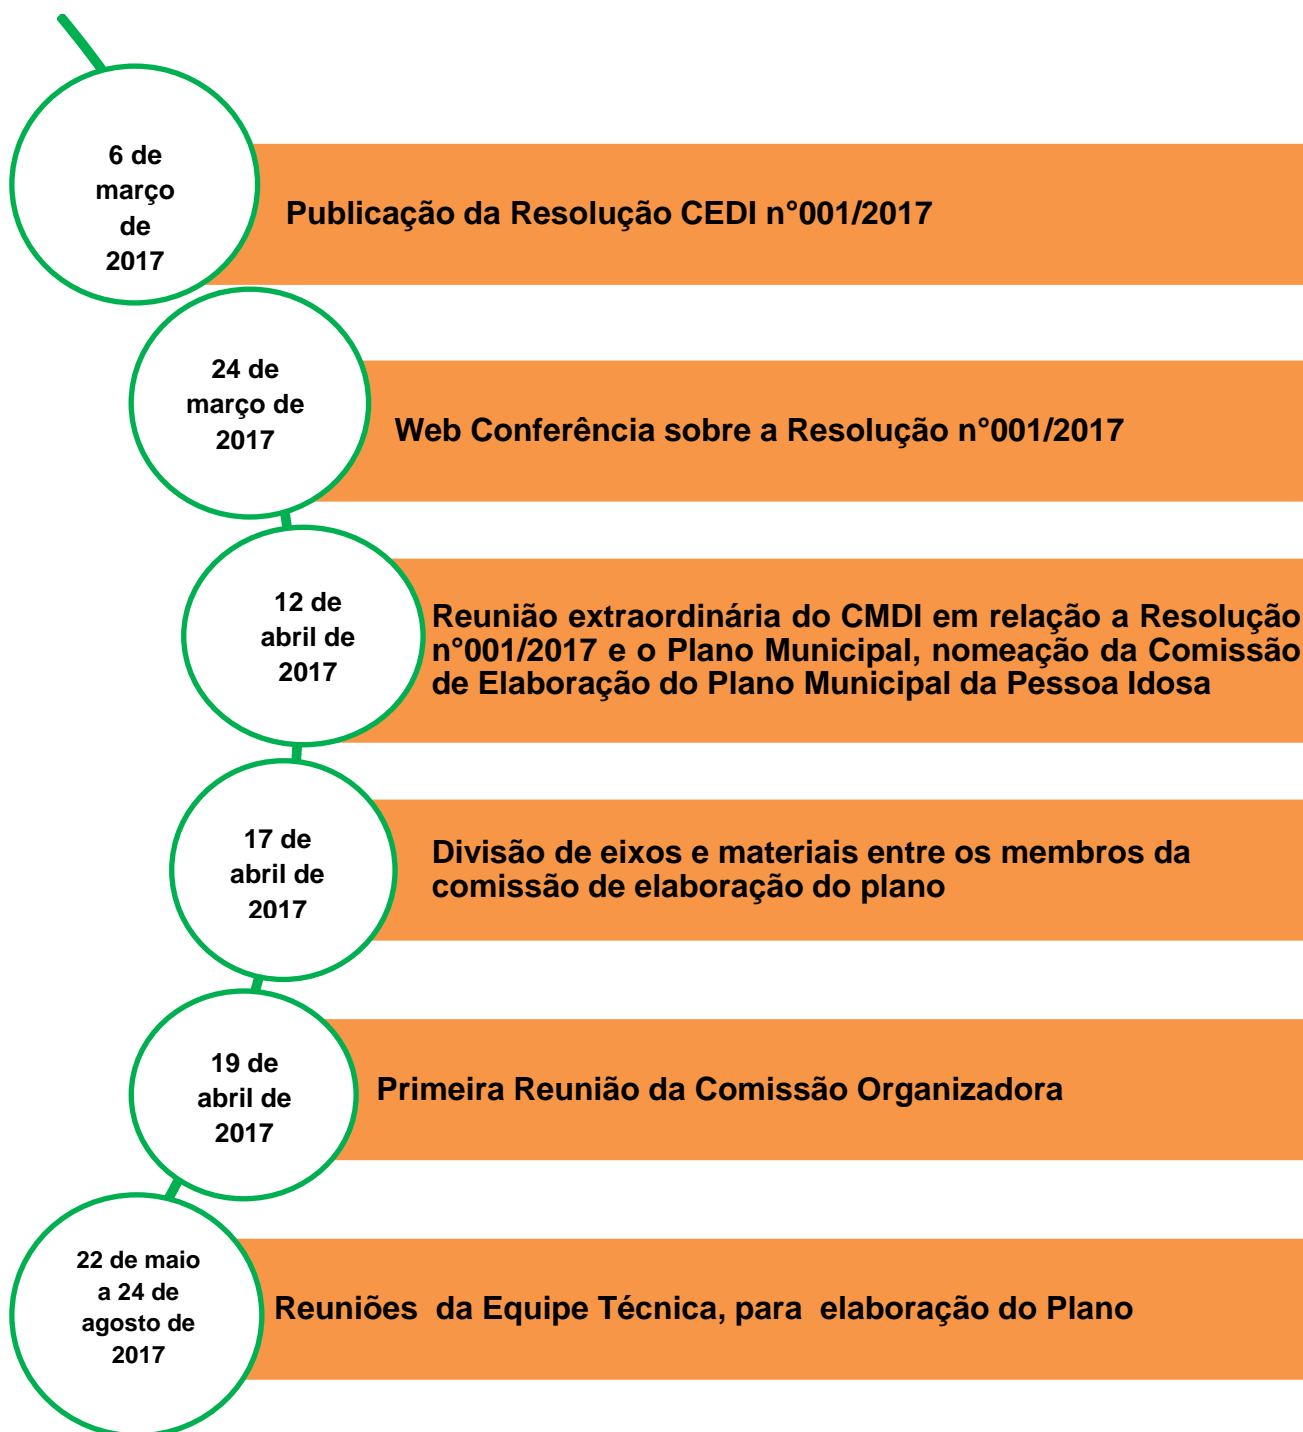 6 de
março
de
2017
Publicação da Resolução CEDI n°001/2017
24 de
março de
2017
Web Conferência sobre a Resolução n°001/2017
12 de
abril de
2017
Reunião extraordinária do CMDI em relação a Resolução
n°001/2017 e o Plano Municipal, nomeação da Comissão
de Elaboração do Plano Municipal da Pessoa Idosa
17 de
abril de
2017
Divisão de eixos e materiais entre os membros da
comissão de elaboração do plano
19 de
abril de
2017
Primeira Reunião da Comissão Organizadora
22 de maio
a 24 de
agosto de
2017
Reuniões  da Equipe Técnica, para  elaboração do Plano